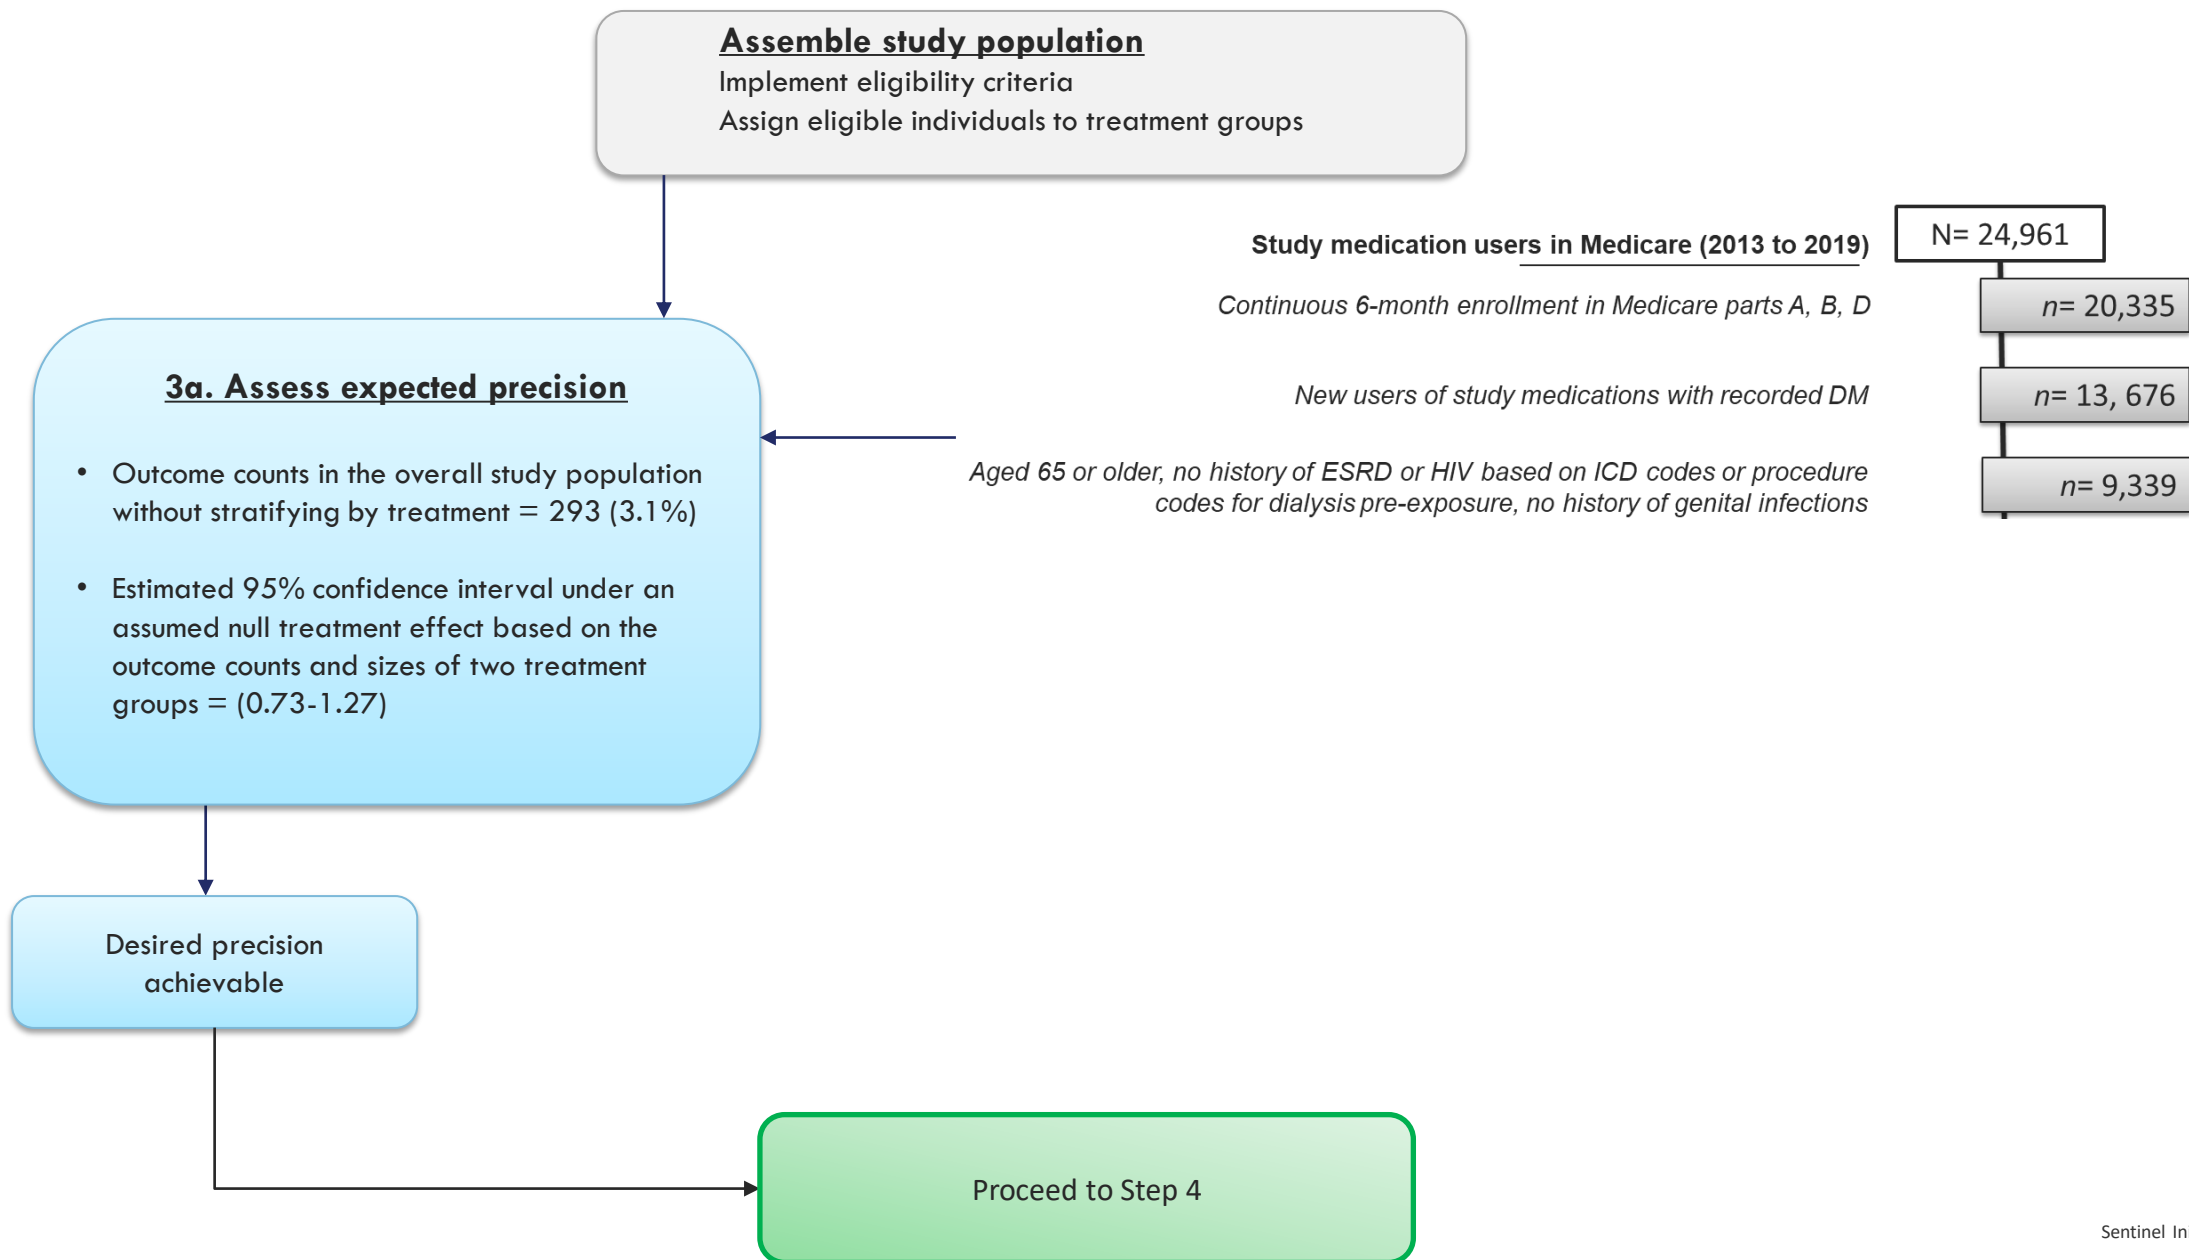 Assemble study population
Implement eligibility criteria
Assign eligible individuals to treatment groups
Study medication users in Medicare (2013 to 2019)
N= 24,961
Continuous 6-month enrollment in Medicare parts A, B, D
n= 20,335
New users of study medications with recorded DM
n= 13, 676
Aged 65 or older, no history of ESRD or HIV based on ICD codes or procedure
codes for dialysis pre-exposure, no history of genital infections
n= 9,339
3a. Assess expected precision
• Outcome counts in the overall study population
without stratifying by treatment = 293 (3.1%)
• Estimated 95% confidence interval under an
assumed null treatment effect based on the
outcome counts and sizes of two treatment
groups = (0.73-1.27)
Desired precision
achievable
Proceed to Step 4
Sentinel